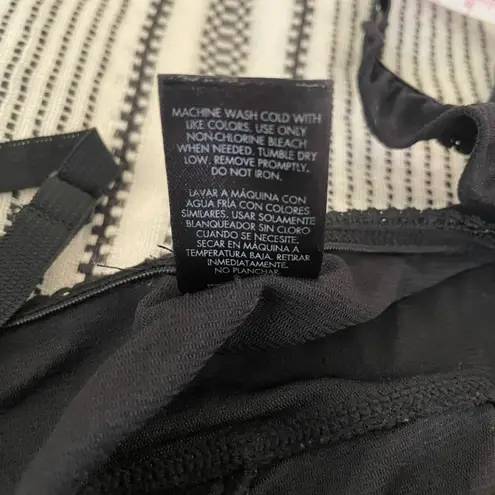 MACHINE WASH COLD WITH
LIKE COLORS. USE ONLY
NON-CHLORINE BLEACH
WHEN NEEDED. TUMBLE DRY
LOW. REMOVE PROMPTLY.
DO NOT IRON.
LAVAR A MÁQUINA CON
AGUA FRÍA CON COLORES
SIMILARES. USAR SOLAMENTE
BLANQUEADOR SIN CLORO
CUANDO SE NECESITE.
SECAR EN MÁQUINA A
TEMPERATURA BAJA. RETIRAR
INMEDIATAMENTE.
NO PLANCHAR.